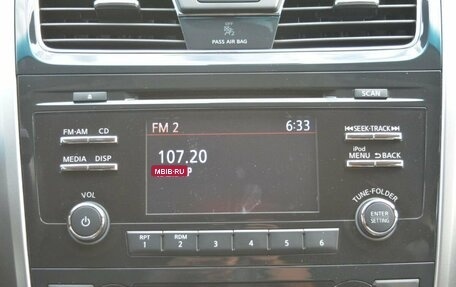 OFF
PASS AIR BAG
SCAN
FM-AM CD
FM 2 6:33
SEEK·TRACK
iPod
MEDIA DISP
107.20
MENU BACK
MBIB-RU
P
VOL
TUNE·FOLDER
ENTER
SETTING
RPT RDM
1 2 3 4 5 6